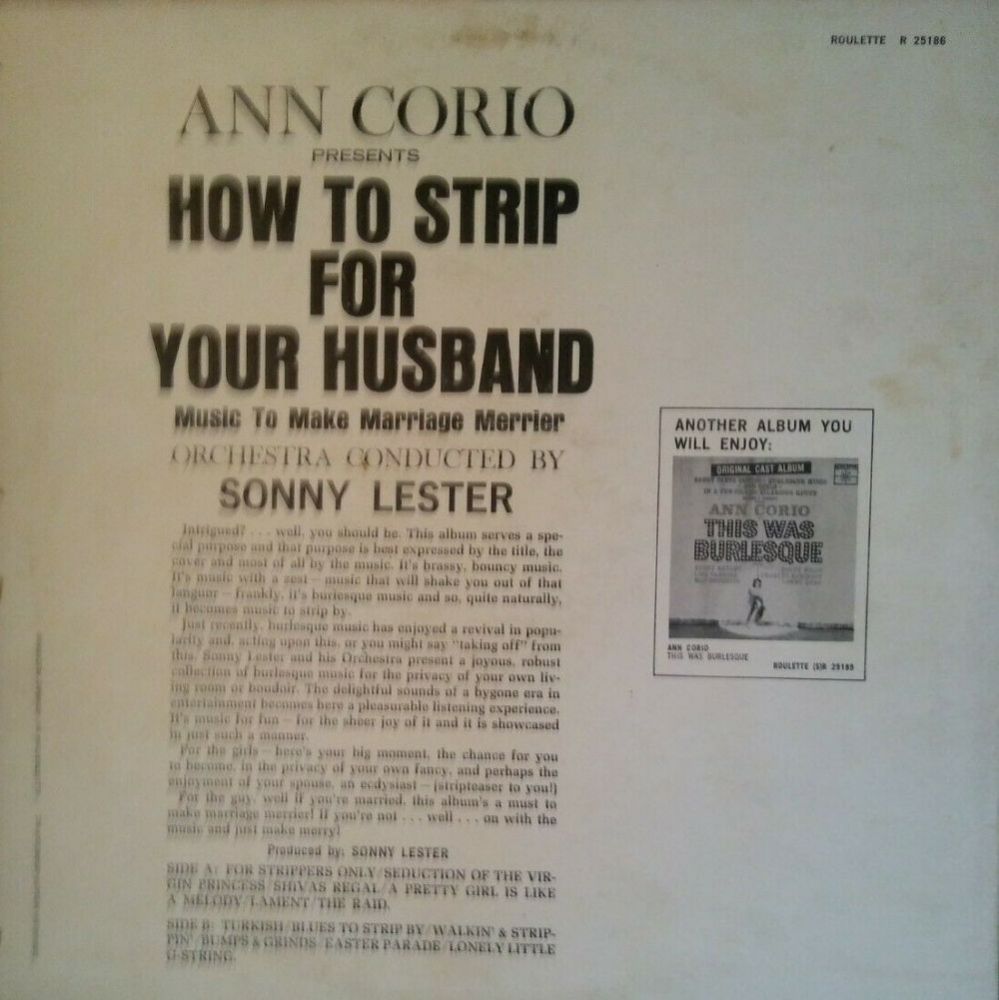 ROULETTE R 25186
ANN CORIO
PRESENTS
HOW TO STRIP
FOR
YOUR HUSBAND
Music To Make Marriage Merrier
ORCHESTRA CONDUCTED BY
SONNY LESTER
Intrigued? . . . well, you should be. This album serves a spe-
cial purpose and that purpose is best expressed by the title, the
cover and most of all by the music. It's brassy, bouncy music.
It's music with a zest — music that will shake you out of that
languor — frankly, it's burlesque music and so, quite naturally,
it becomes music to strip by.
Just recently, burlesque music has enjoyed a revival in popu-
larity and, acting upon this, or you might say "taking off" from
this, Sonny Lester and his Orchestra present a joyous, robust
collection of burlesque music for the privacy of your own liv-
ing room or boudoir. The delightful sounds of a bygone era in
entertainment becomes here a pleasurable listening experience.
It's music for fun — for the sheer joy of it and it is showcased
in just such a manner.
For the girls — here's your big moment, the chance for you
to become, in the privacy of your own fancy, and perhaps the
enjoyment of your spouse, an ecdysiast — (stripteaser to you!)
For the guy, well if you're married, this album's a must to
make marriage merrier! If you're not . . . well . . . on with the
music and just make merry!
Produced by: SONNY LESTER
SIDE A: FOR STRIPPERS ONLY/SEDUCTION OF THE VIR-
GIN PRINCESS/SHIVAS REGAL/A PRETTY GIRL IS LIKE
A MELODY/LAMENT/THE RAID.
SIDE B: TURKISH/BLUES TO STRIP BY/WALKIN' & STRIP-
PIN'/BUMPS & GRINDS/EASTER PARADE/LONELY LITTLE
G-STRING.
ANOTHER ALBUM YOU
WILL ENJOY:
ORIGINAL CAST ALBUM
ANN CORIO
THIS WAS
BURLESQUE
ANN CORIO
THIS WAS BURLESQUE
ROULETTE (S)R 25185